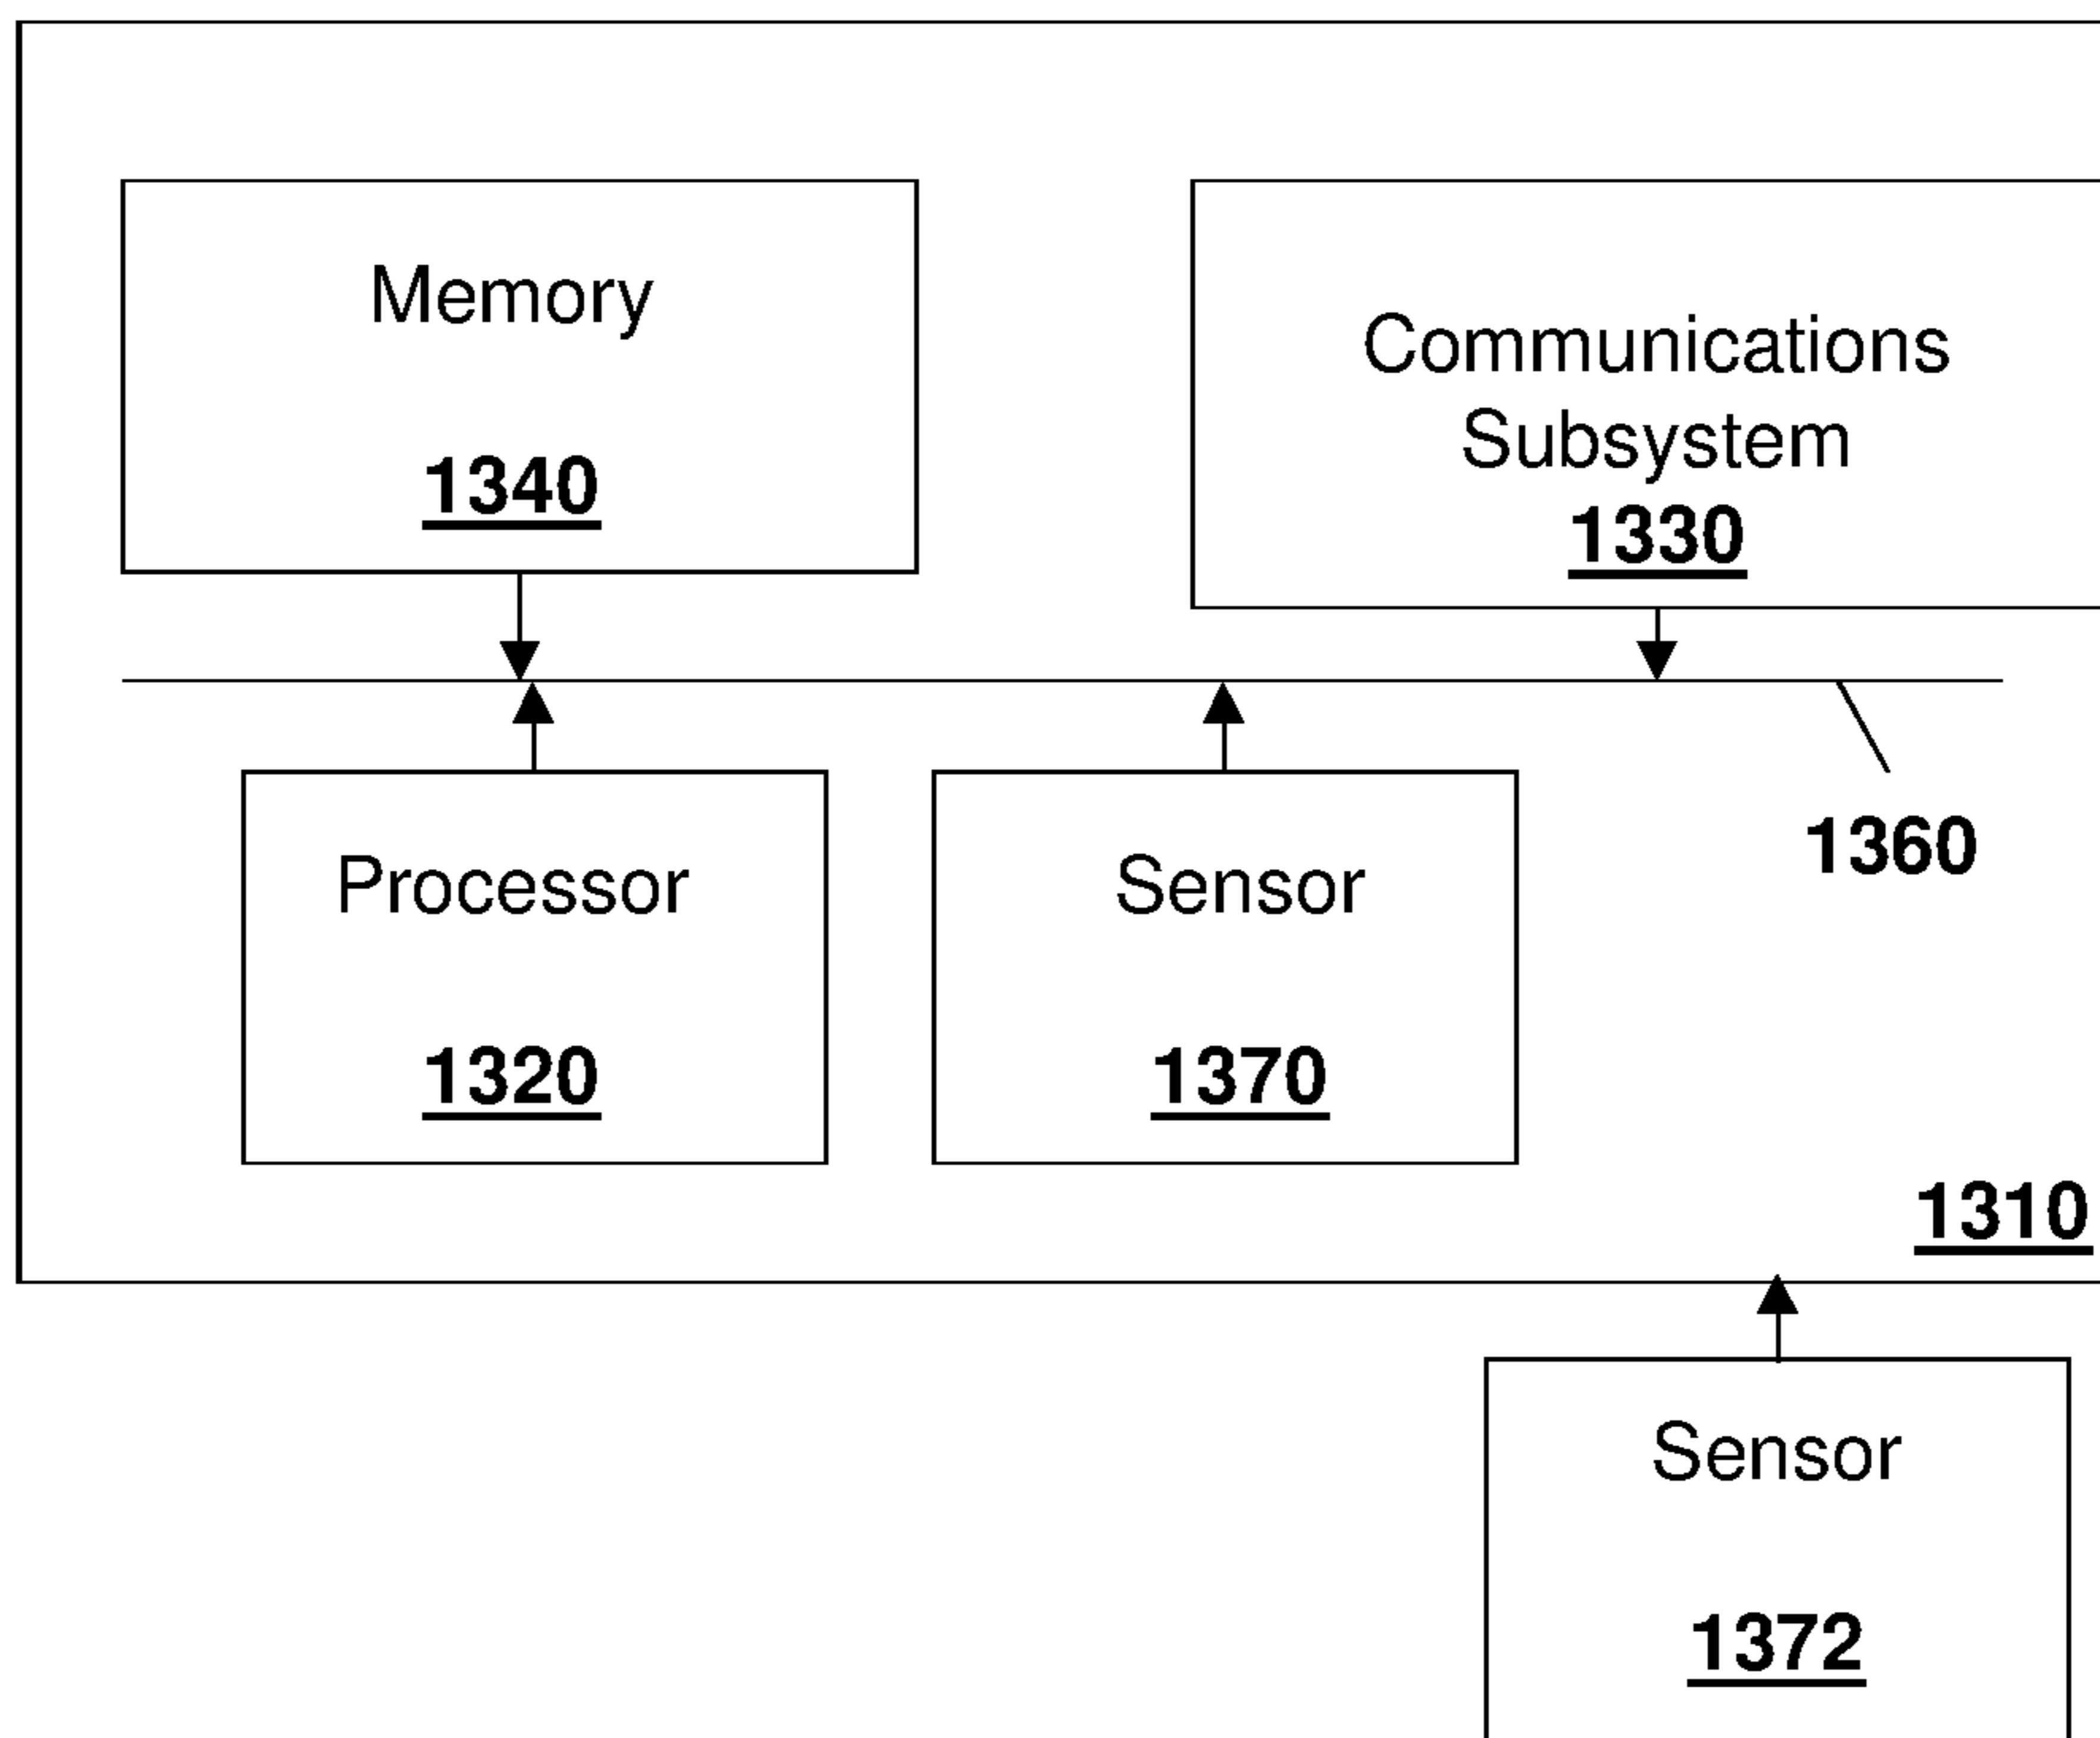 Memory
1340
Communications
Subsystem
1330
Processor
1320
Sensor
1370
1360
1310
Sensor
1372